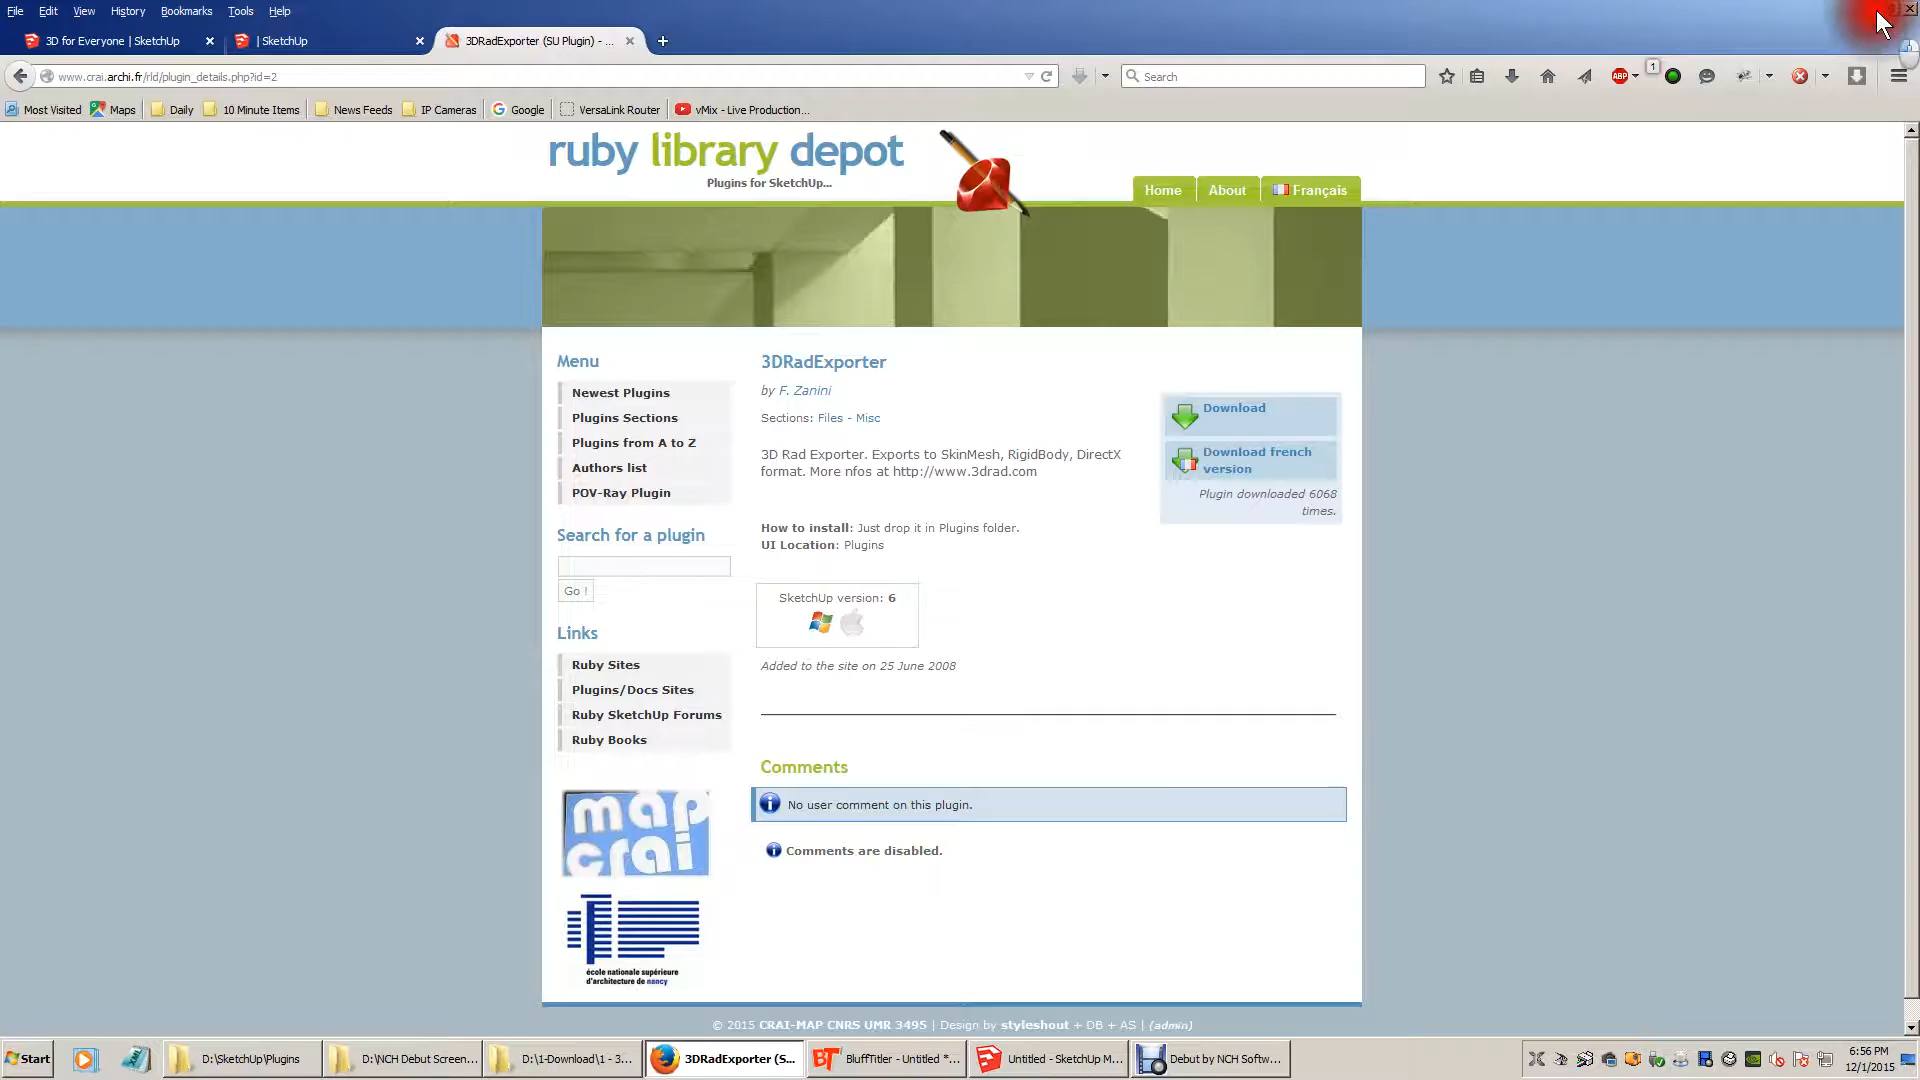 File Edit View History Bookmarks Tools Help
3D for Everyone | SketchUp | SketchUp 3DRadExporter (SU Plugin) - ...
www.crai.archi.fr/rld/plugin_details.php?id=2 Search ABP 1
Most Visited Maps Daily 10 Minute Items News Feeds IP Cameras Google VersaLink Router vMix - Live Production...
ruby library depot
Plugins for SketchUp...
Home About Français
Menu
Newest Plugins
Plugins Sections
Plugins from A to Z
Authors list
POV-Ray Plugin
Search for a plugin
Go !
Links
Ruby Sites
Plugins/Docs Sites
Ruby SketchUp Forums
Ruby Books
map
crai
école nationale supérieure
d'architecture de nancy
3DRadExporter
by F. Zanini
Sections: Files - Misc
3D Rad Exporter. Exports to SkinMesh, RigidBody, DirectX
format. More nfos at http://www.3drad.com
How to install: Just drop it in Plugins folder.
UI Location: Plugins
SketchUp version: 6
Added to the site on 25 June 2008
Download
Download french
version
Plugin downloaded 6068
times.
Comments
No user comment on this plugin.
Comments are disabled.
© 2015 CRAI-MAP CNRS UMR 3495 | Design by styleshout + DB + AS | (admin)
Start D:\SketchUp\Plugins D:\NCH Debut Screen... D:\1-Download\1 - 3... 3DRadExporter (S... BluffTitler - Untitled *... Untitled - SketchUp M... Debut by NCH Softw...
6:56 PM
12/1/2015